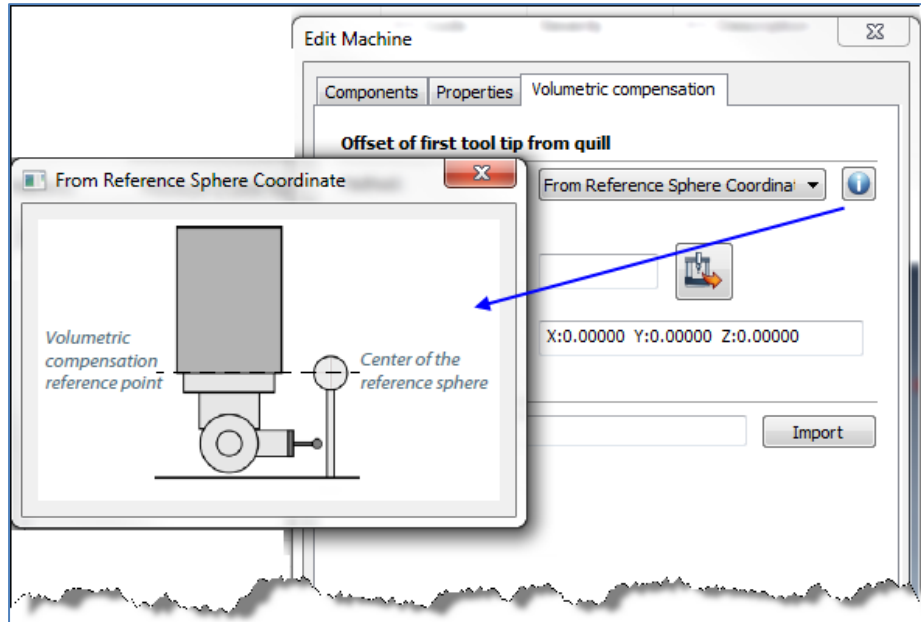 Edit Machine
Components Properties Volumetric compensation
Offset of first tool tip from quill
From Reference Sphere Coordinate
From Reference Sphere Coordinat
Volumetric
compensation
reference point
Center of the
reference sphere
X:0.00000 Y:0.00000 Z:0.00000
Import